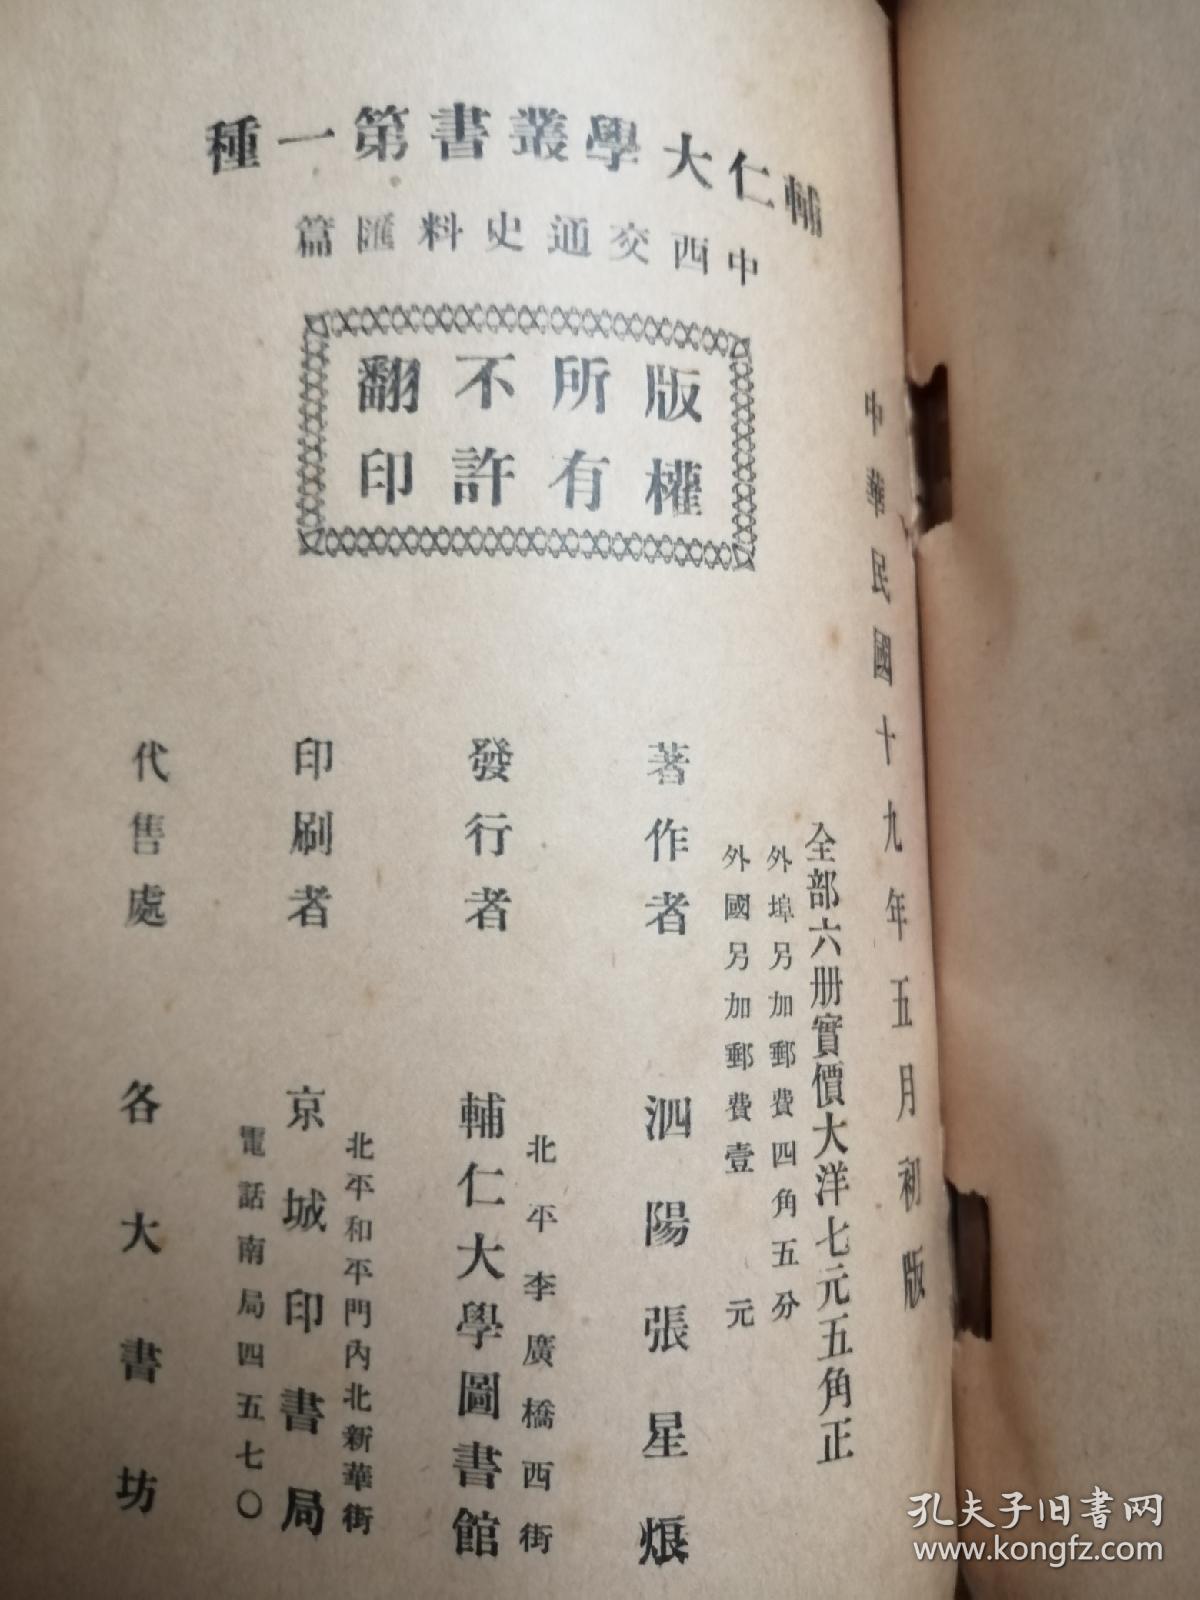 輔仁大學叢書第一種
中西交通史料匯篇
版權所有不許翻印
中華民國十九年五月初版
全部六册實價大洋七元五角正
外埠另加郵費四角五分
外國另加郵費壹元
著作者 泗陽張星烺
發行者 北平李廣橋西街
輔仁大學圖書館
印刷者 北平和平門內北新華街
京城印書局
電話南局四五七〇
代售處 各大書坊
孔夫子旧书网
www.kongfz.com